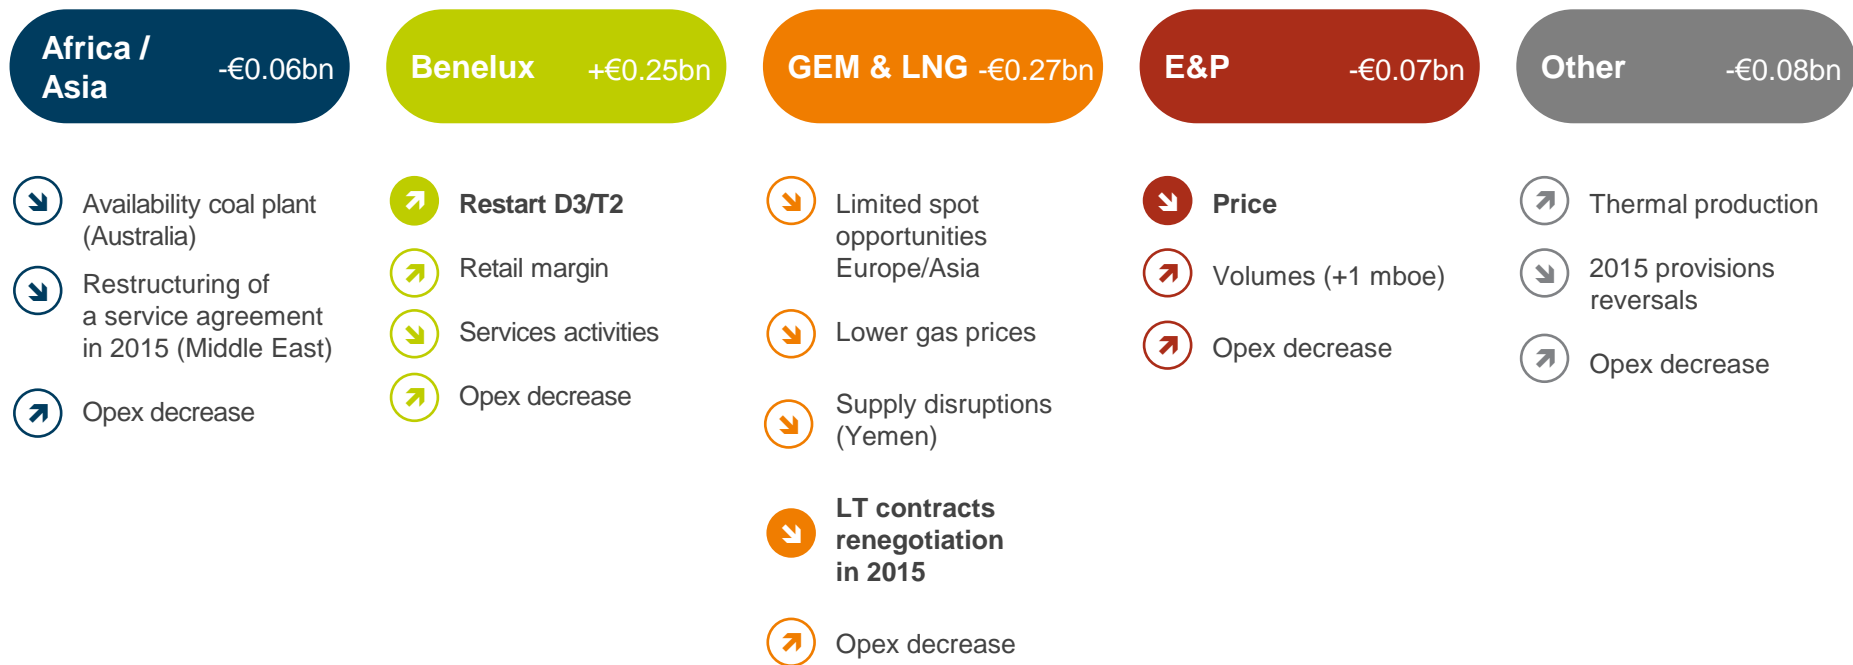 Africa /
Asia
-€0.06bn
Availability coal plant
(Australia)
Restructuring of
a service agreement
in 2015 (Middle East)
Opex decrease
Benelux
+€0.25bn
Restart D3/T2
Retail margin
Services activities
Opex decrease
GEM & LNG
-€0.27bn
Limited spot
opportunities
Europe/Asia
Lower gas prices
Supply disruptions
(Yemen)
LT contracts
renegotiation
in 2015
Opex decrease
E&P
-€0.07bn
Price
Volumes (+1 mboe)
Opex decrease
Other
-€0.08bn
Thermal production
2015 provisions
reversals
Opex decrease